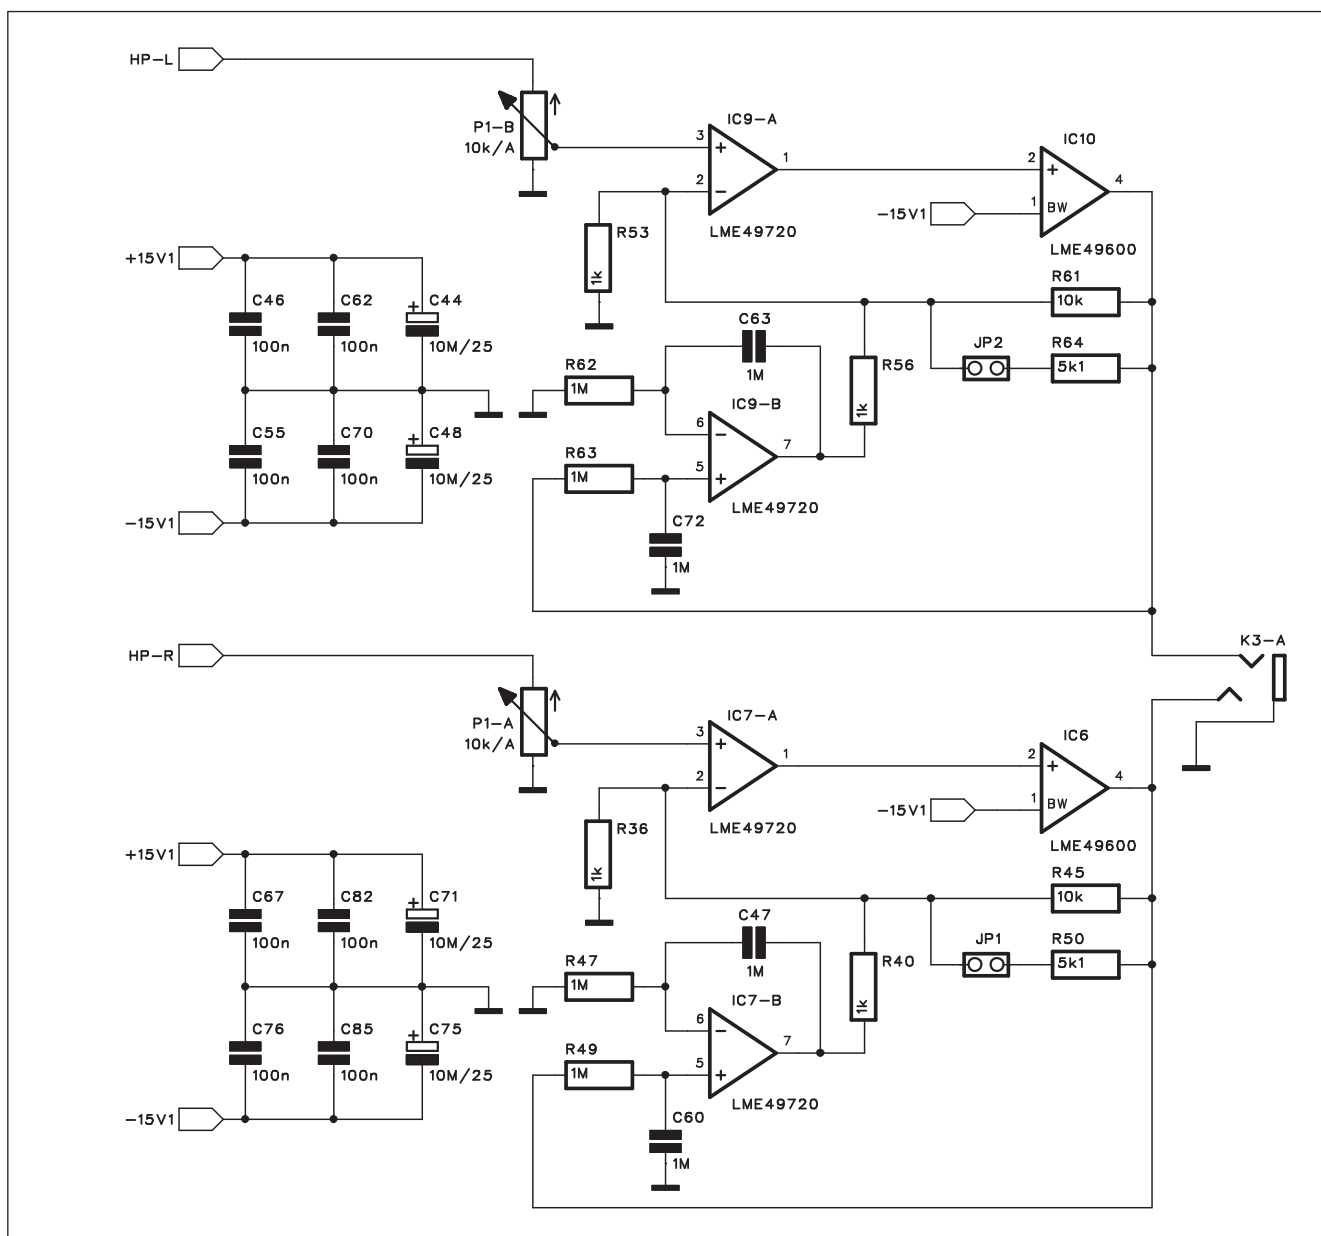 HP-L
P1-B
10k/A
3
2
+
−
IC9-A
1
LME49720
2
1
+
BW
IC10
4
-15V1
LME49600
R53
1k
R61
10k
JP2
R64
5k1
+15V1
C46
100n
C62
100n
+
C44
10M/25
C55
100n
C70
100n
+
C48
10M/25
-15V1
C63
1M
R62
1M
R56
1k
IC9-B
6
5
−
+
7
LME49720
R63
1M
C72
1M
K3-A
HP-R
P1-A
10k/A
3
2
+
−
IC7-A
1
LME49720
2
1
+
BW
IC6
4
-15V1
LME49600
R36
1k
R45
10k
JP1
R50
5k1
+15V1
C67
100n
C82
100n
+
C71
10M/25
C76
100n
C85
100n
+
C75
10M/25
-15V1
C47
1M
R47
1M
R40
1k
IC7-B
6
5
−
+
7
LME49720
R49
1M
C60
1M